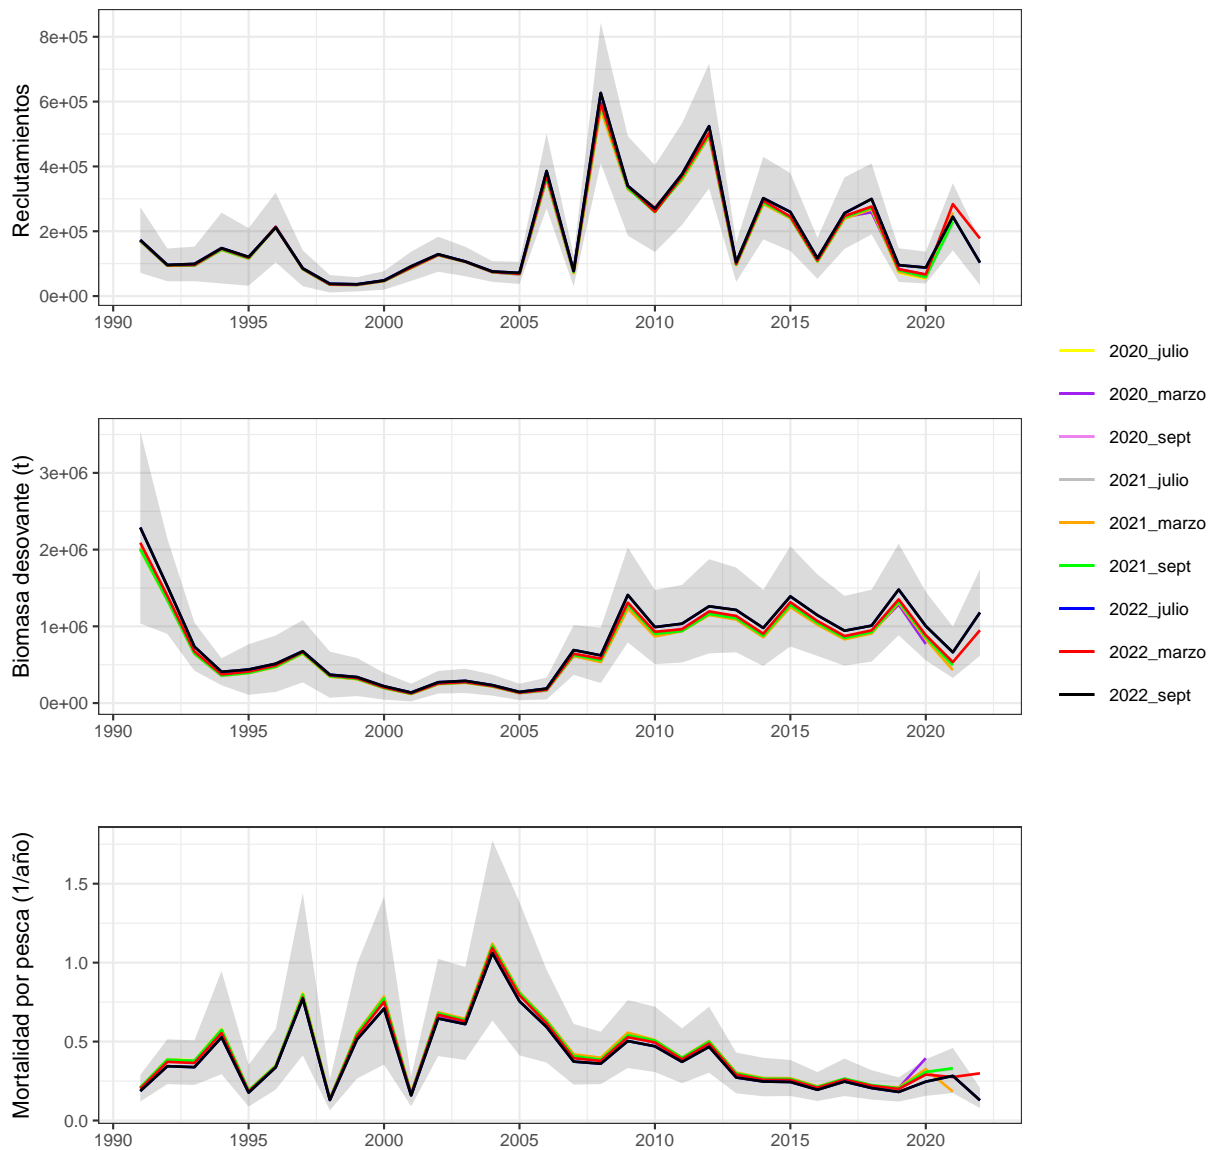 Reclutamientos
8e+05
6e+05
4e+05
2e+05
0e+00
1990 1995 2000 2005 2010 2015 2020
Biomasa desovante (t)
3e+06
2e+06
1e+06
0e+00
1990 1995 2000 2005 2010 2015 2020
Mortalidad por pesca (1/año)
1.5
1.0
0.5
0.0
1990 1995 2000 2005 2010 2015 2020
2020_julio
2020_marzo
2020_sept
2021_julio
2021_marzo
2021_sept
2022_julio
2022_marzo
2022_sept